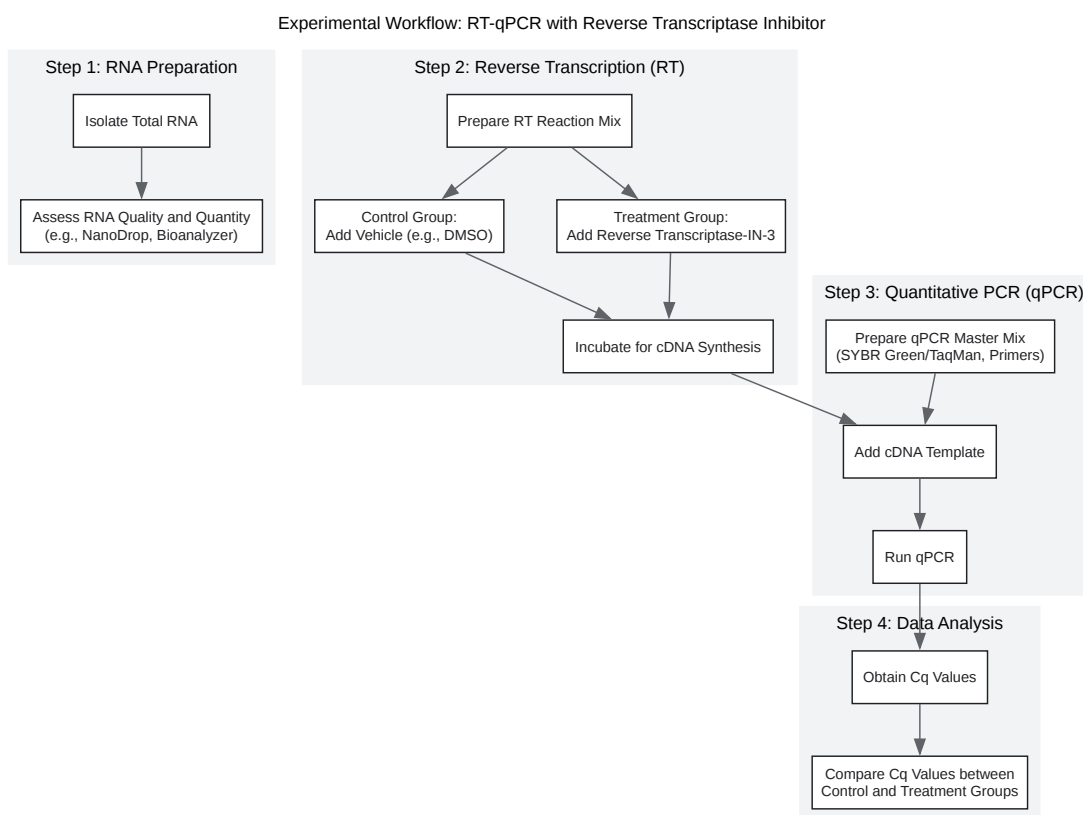 Experimental Workflow: RT-qPCR with Reverse Transcriptase Inhibitor
Step 1: RNA Preparation
Isolate Total RNA
Assess RNA Quality and Quantity
(e.g., NanoDrop, Bioanalyzer)
Step 2: Reverse Transcription (RT)
Prepare RT Reaction Mix
Control Group:
Add Vehicle (e.g., DMSO)
Treatment Group:
Add Reverse Transcriptase-IN-3
Incubate for cDNA Synthesis
Step 3: Quantitative PCR (qPCR)
Prepare qPCR Master Mix
(SYBR Green/TaqMan, Primers)
Add cDNA Template
Run qPCR
Step 4: Data Analysis
Obtain Cq Values
Compare Cq Values between
Control and Treatment Groups